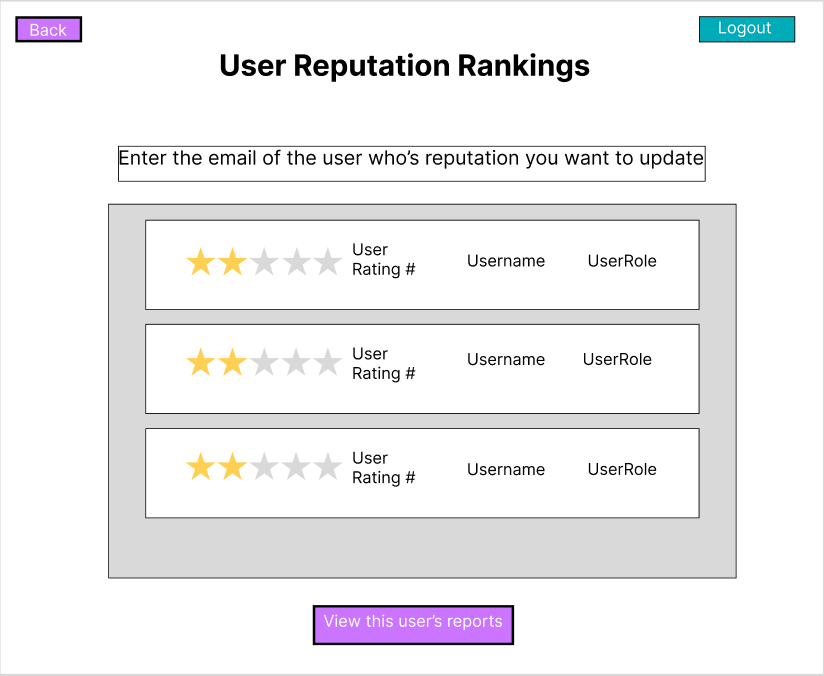 Back
Logout
User Reputation Rankings
Enter the email of the user who’s reputation you want to update
User
Rating #
Username
UserRole
User
Rating #
Username
UserRole
User
Rating #
Username
UserRole
View this user’s reports